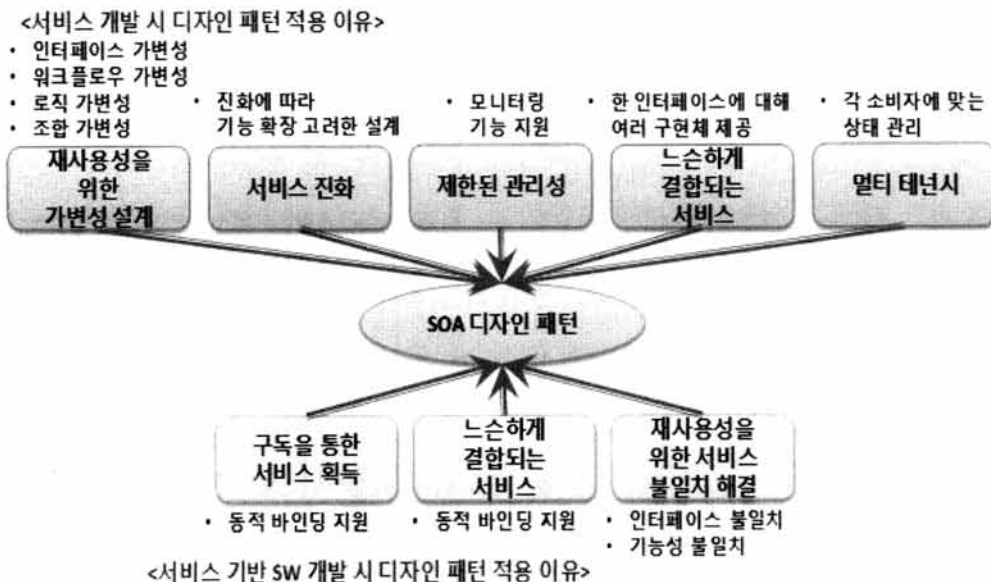 <서비스 개발 시 디자인 패턴 적용 이유>
• 인터페이스 가변성
• 워크플로우 가변성
• 로직 가변성
• 조합 가변성
• 진화에 따라
기능 확장 고려한 설계
• 모니터링
기능 지원
• 한 인터페이스에 대해
여러 구현체 제공
• 각 소비자에 맞는
상태 관리
재사용성을
위한
가변성 설계
서비스 진화
제한된 관리성
느슨하게
결합되는
서비스
멀티 테넌시
SOA 디자인 패턴
구독을 통한
서비스 획득
느슨하게
결합되는
서비스
재사용성을
위한 서비스
불일치 해결
• 동적 바인딩 지원
• 동적 바인딩 지원
• 인터페이스 불일치
• 기능성 불일치
<서비스 기반 SW 개발 시 디자인 패턴 적용 이유>